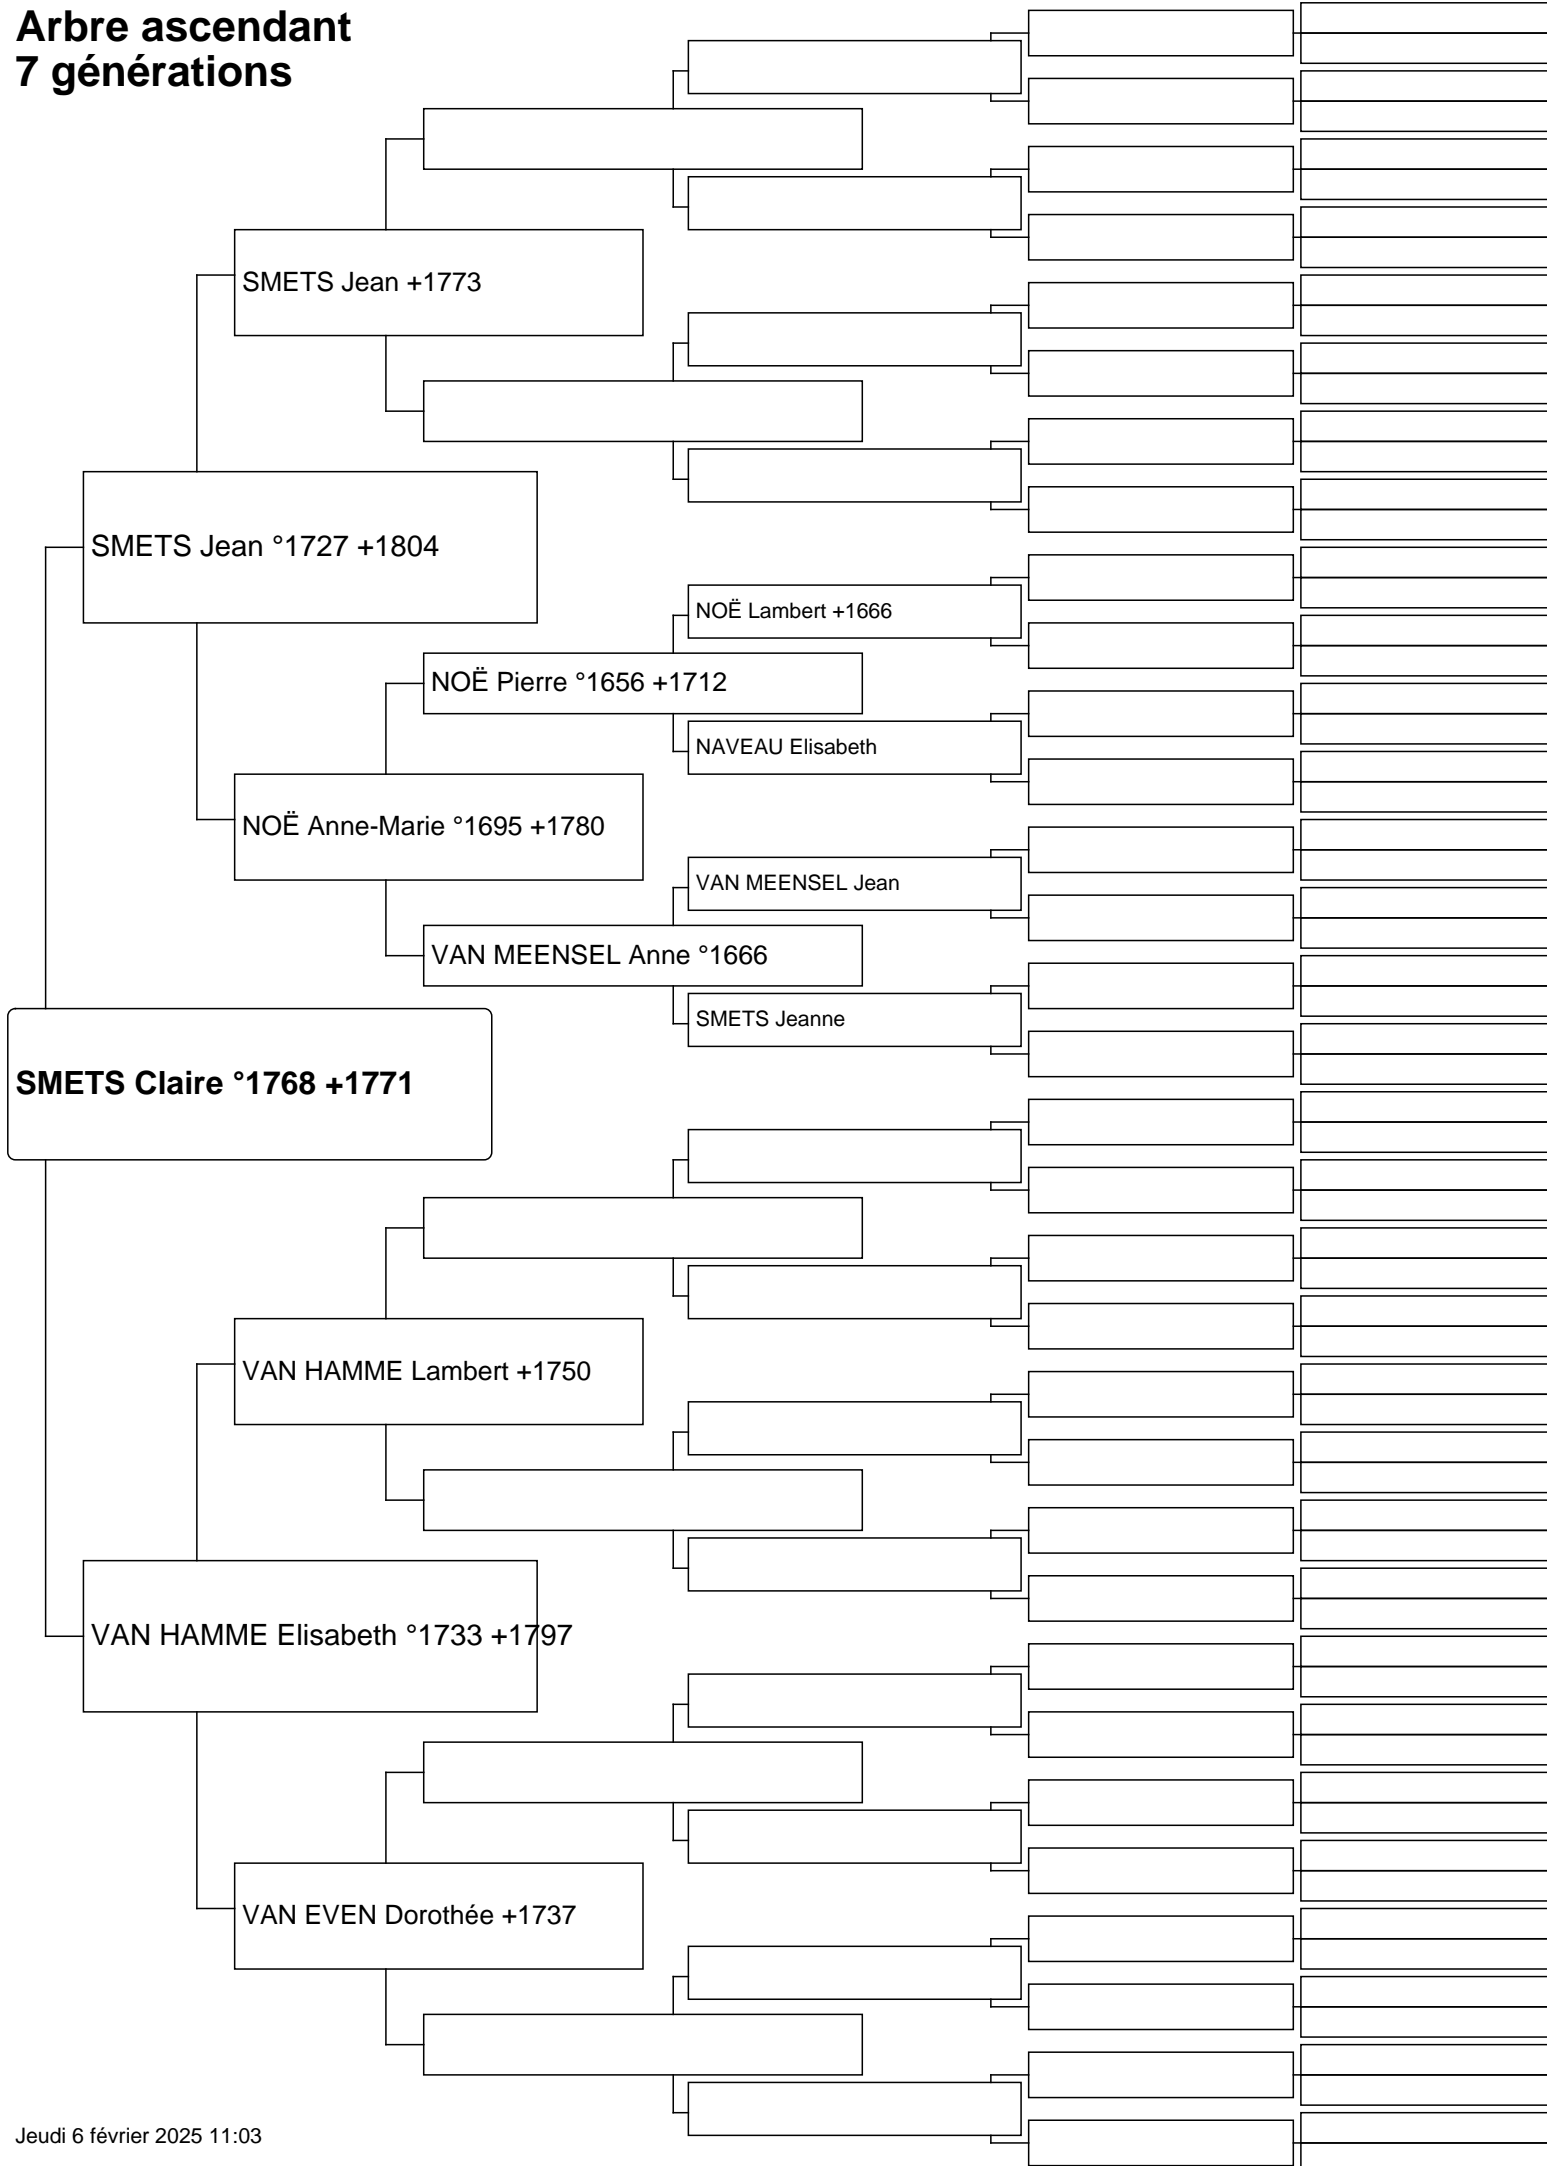 Arbre ascendant
7 générations
SMETS Jean +1773
SMETS Jean °1727 +1804
NOË Lambert +1666
NOË Pierre °1656 +1712
NAVEAU Elisabeth
NOË Anne-Marie °1695 +1780
VAN MEENSEL Jean
VAN MEENSEL Anne °1666
SMETS Jeanne
SMETS Claire °1768 +1771
VAN HAMME Lambert +1750
VAN HAMME Elisabeth °1733 +1797
VAN EVEN Dorothée +1737
Jeudi 6 février 2025 11:03